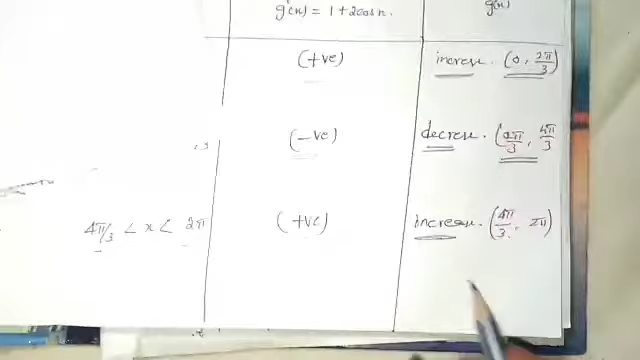 g'(x) = 1 + 2cosx.
g(x)
(+ve)
increase. (0, 2π/3)
(-ve)
decrease. (2π/3, 4π/3
4π/3 < x < 2π
(+ve)
increase. (4π/3, 2π)